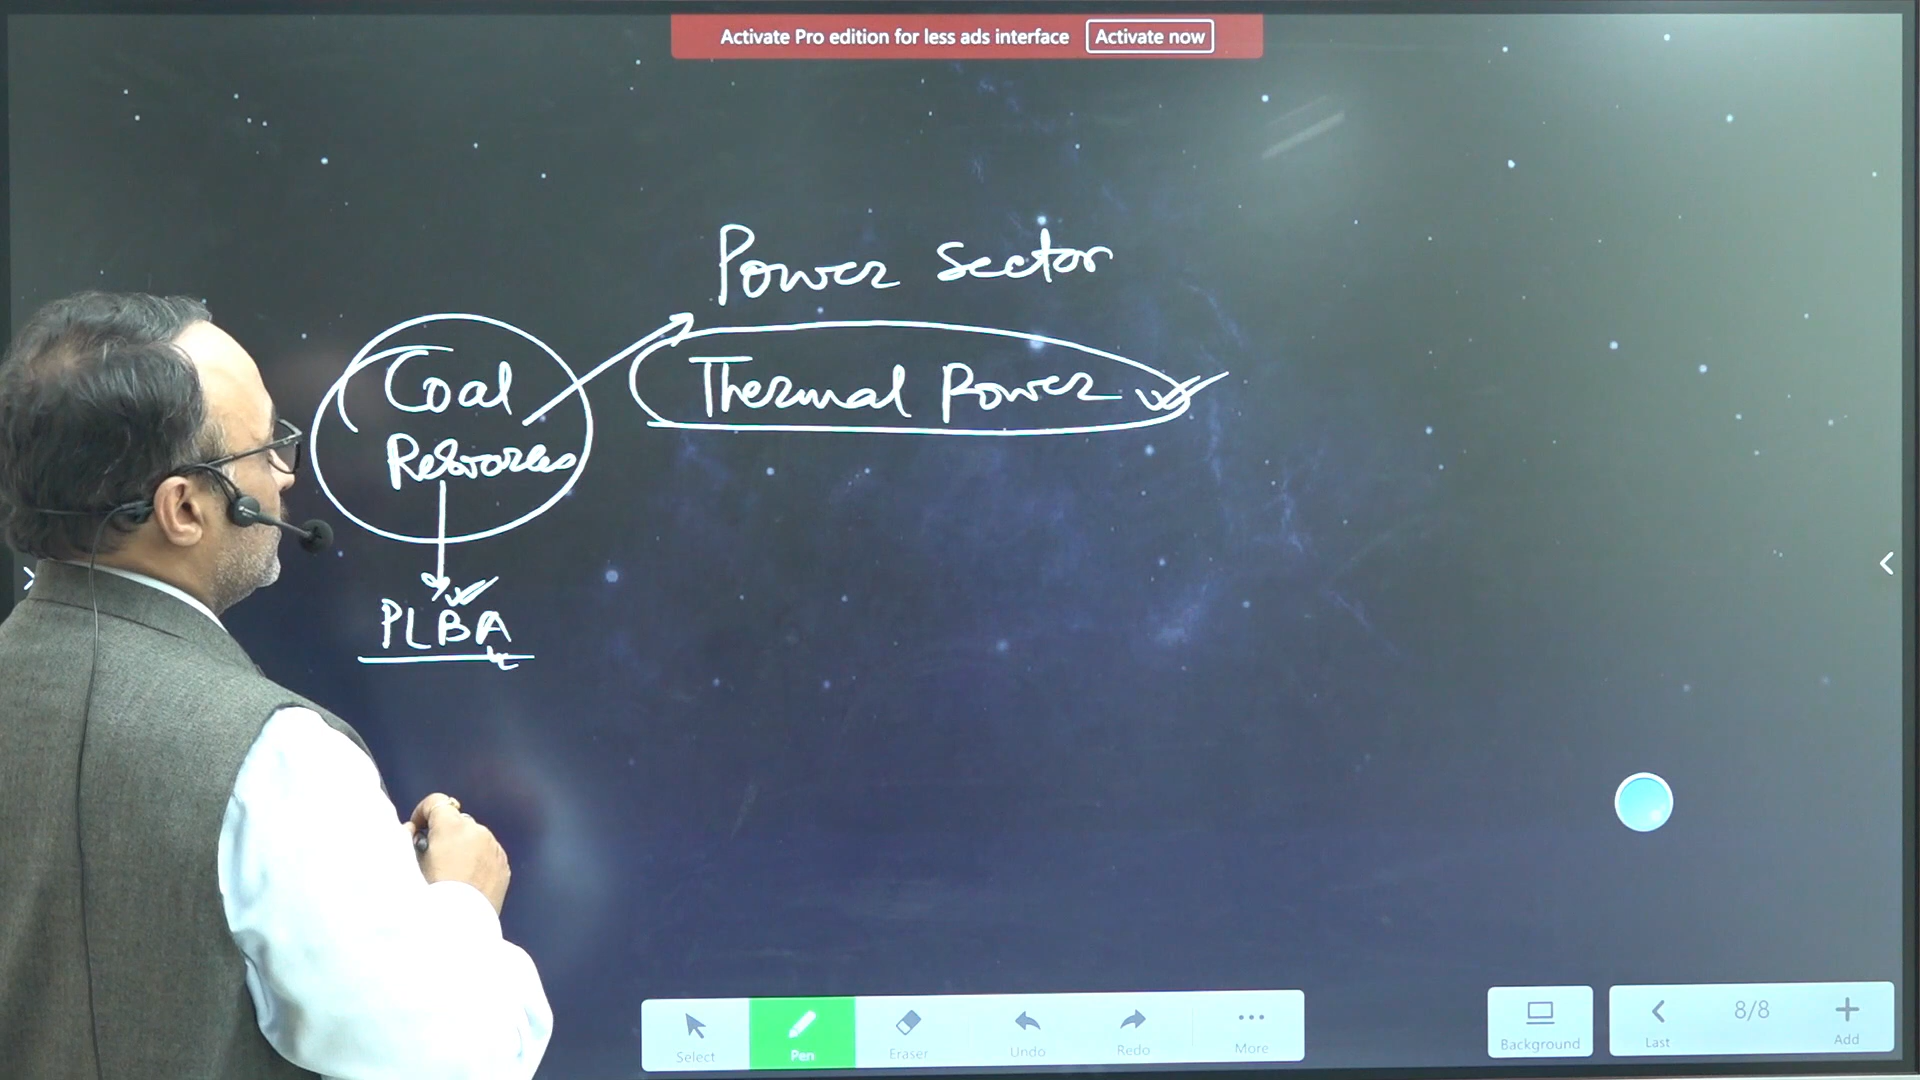 Activate Pro edition for less ads interface Activate now
Power Sector
Thermal Power
Coal
Resources
PLBA
Select Pen Eraser Undo Redo More
Background
Last 8/8 Add